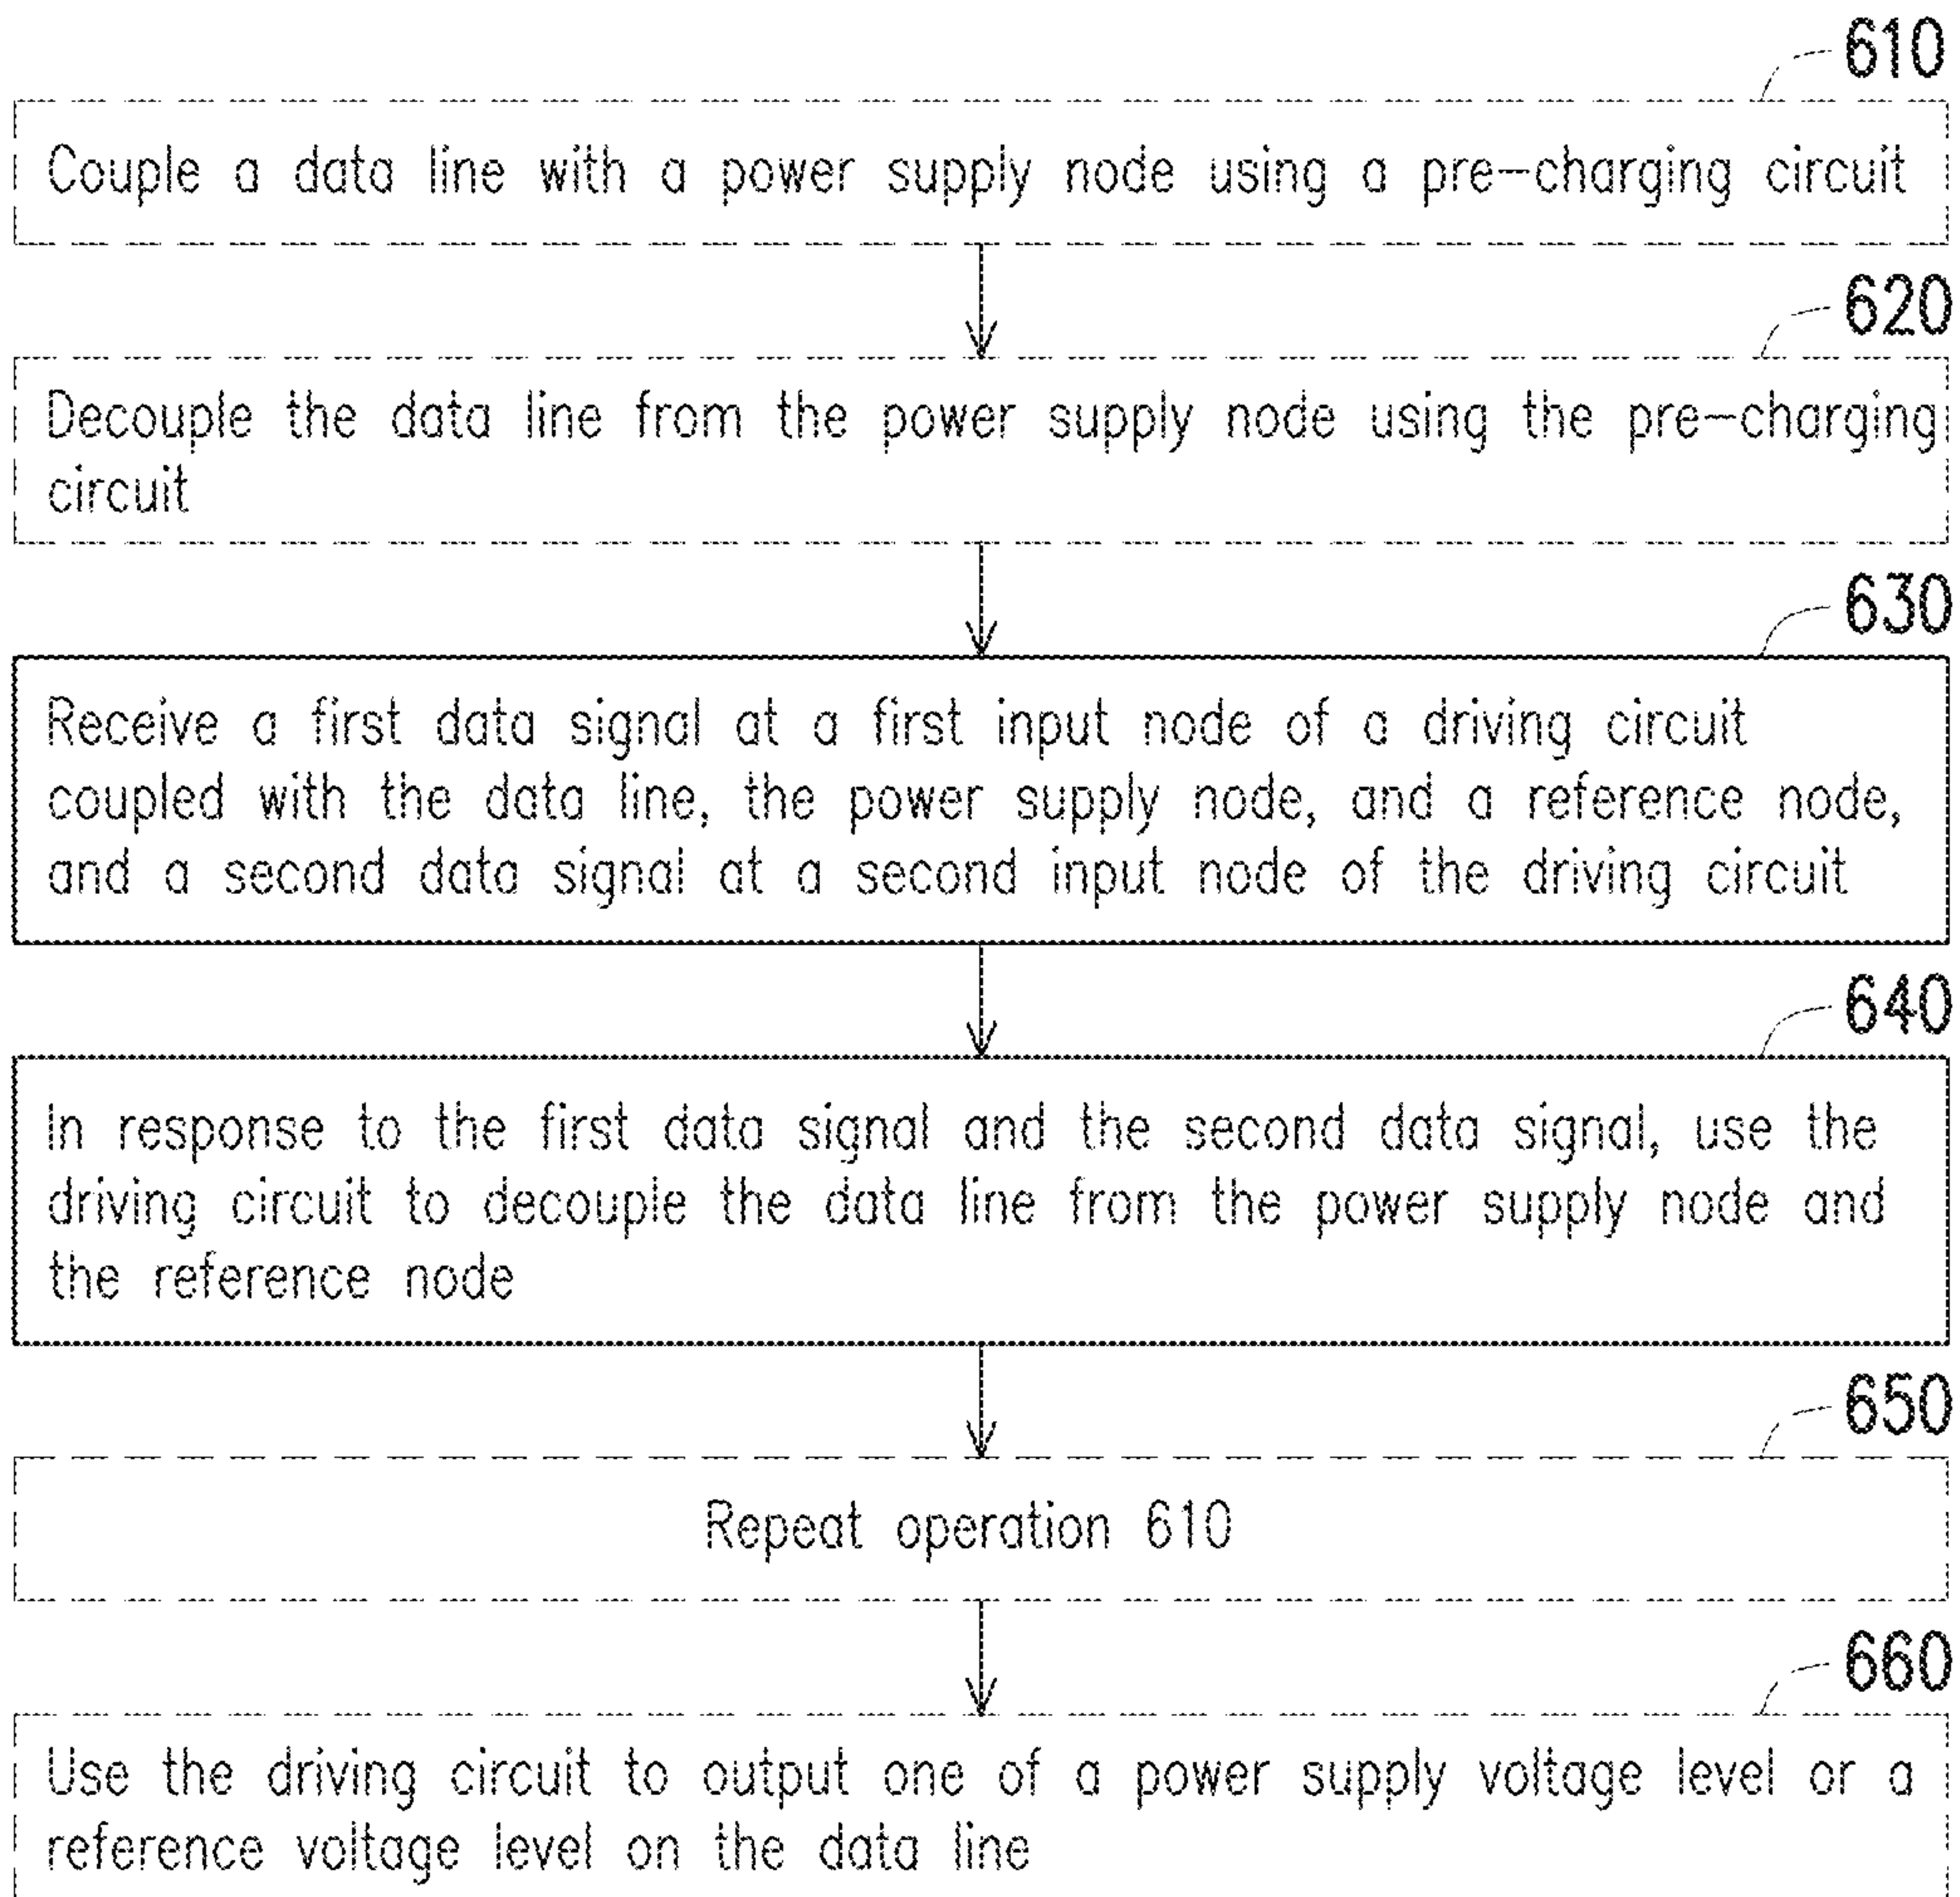 610
Couple a data line with a power supply node using a pre-charging circuit
620
Decouple the data line from the power supply node using the pre-charging
circuit
630
Receive a first data signal at a first input node of a driving circuit
coupled with the data line, the power supply node, and a reference node,
and a second data signal at a second input node of the driving circuit
640
In response to the first data signal and the second data signal, use the
driving circuit to decouple the data line from the power supply node and
the reference node
650
Repeat operation 610
660
Use the driving circuit to output one of a power supply voltage level or a
reference voltage level on the data line